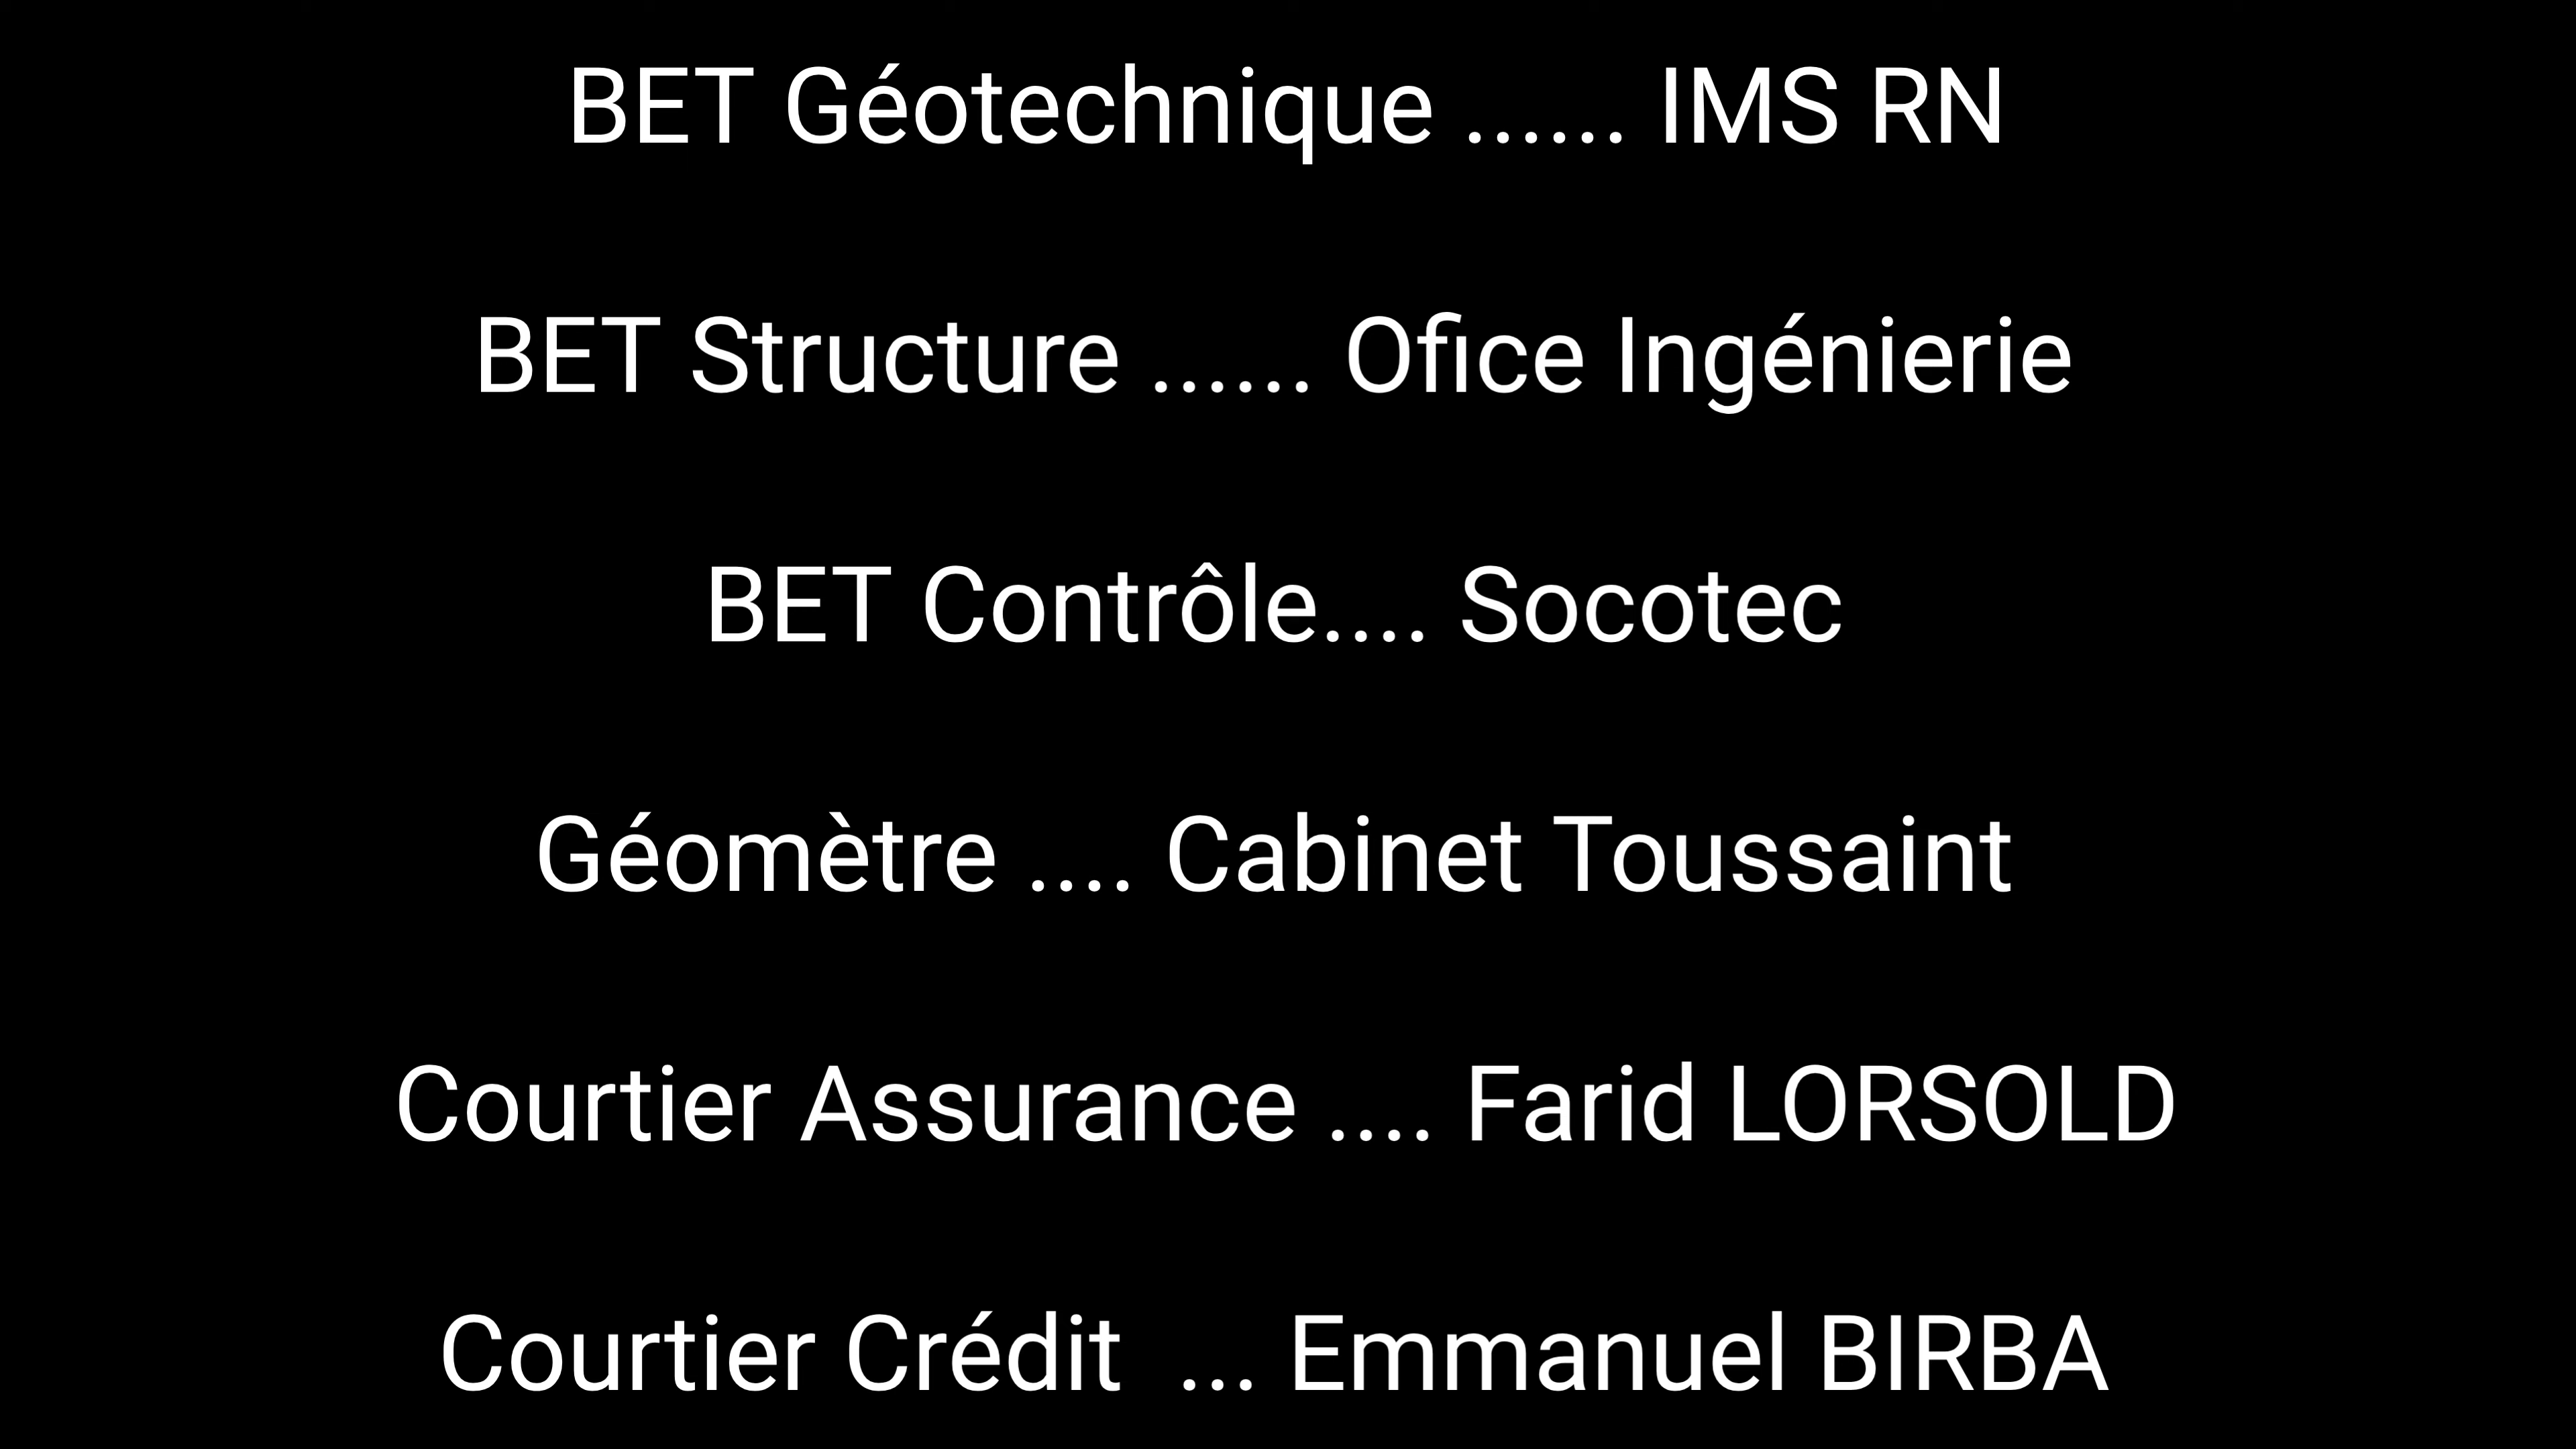 BET Géotechnique ...... IMS RN
BET Structure ...... Ofice Ingénierie
BET Contrôle.... Socotec
Géomètre .... Cabinet Toussaint
Courtier Assurance .... Farid LORSOLD
Courtier Crédit  ... Emmanuel BIRBA